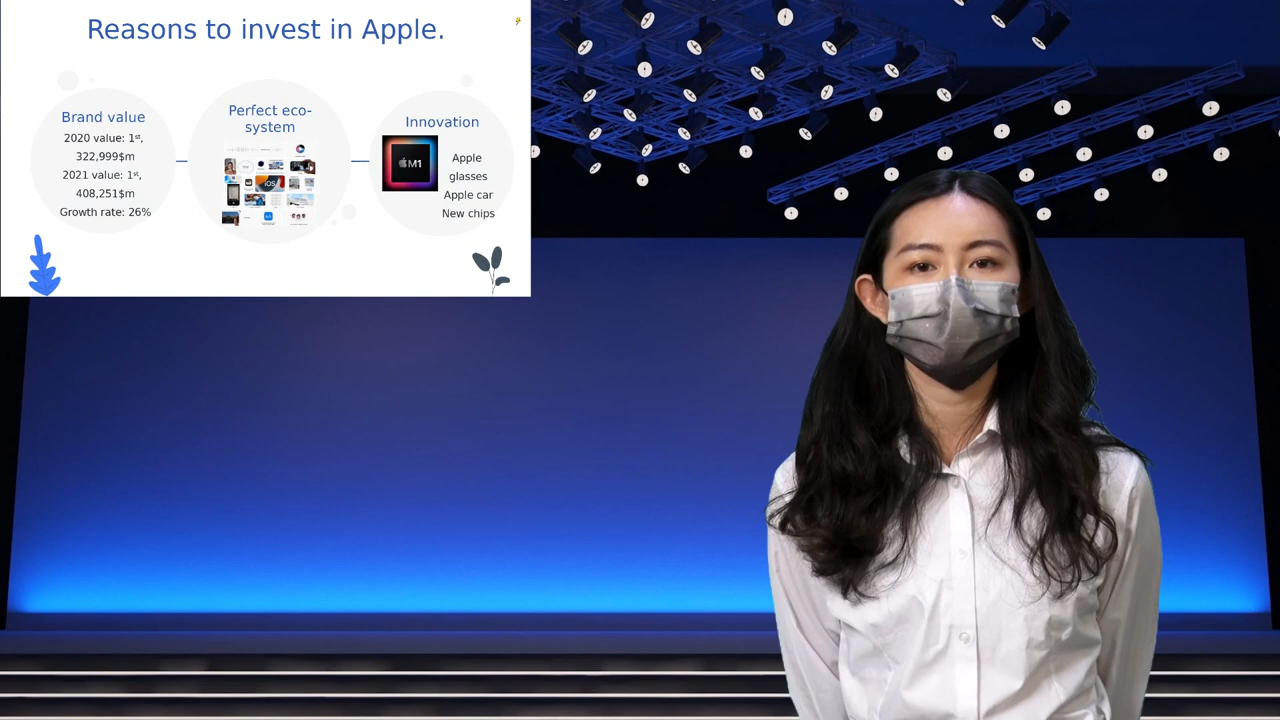 Reasons to invest in Apple.
Brand value
2020 value: 1st,
322,999$m
2021 value: 1st,
408,251$m
Growth rate: 26%
Perfect eco-
system
iOS
Innovation
M1
Apple
glasses
Apple car
New chips